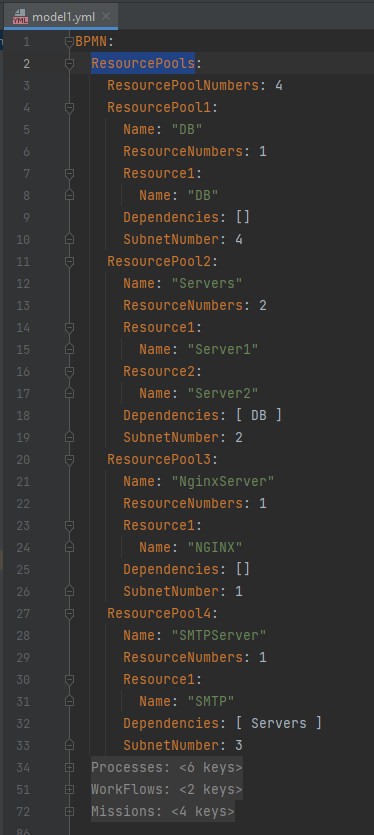 model1.yml
1 BPMN:
2 ResourcePools:
3 ResourcePoolNumbers: 4
4 ResourcePool1:
5 Name: "DB"
6 ResourceNumbers: 1
7 Resource1:
8 Name: "DB"
9 Dependencies: []
10 SubnetNumber: 4
11 ResourcePool2:
12 Name: "Servers"
13 ResourceNumbers: 2
14 Resource1:
15 Name: "Server1"
16 Resource2:
17 Name: "Server2"
18 Dependencies: [ DB ]
19 SubnetNumber: 2
20 ResourcePool3:
21 Name: "NginxServer"
22 ResourceNumbers: 1
23 Resource1:
24 Name: "NGINX"
25 Dependencies: []
26 SubnetNumber: 1
27 ResourcePool4:
28 Name: "SMTPServer"
29 ResourceNumbers: 1
30 Resource1:
31 Name: "SMTP"
32 Dependencies: [ Servers ]
33 SubnetNumber: 3
34 Processes: <6 keys>
51 WorkFlows: <2 keys>
72 Missions: <4 keys>
86